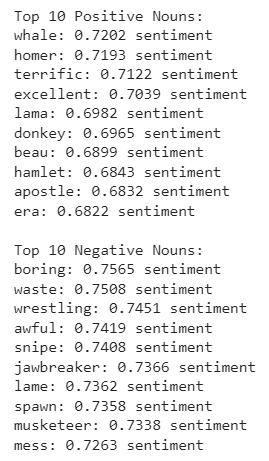 Top 10 Positive Nouns:
whale: 0.7202 sentiment
homer: 0.7193 sentiment
terrific: 0.7122 sentiment
excellent: 0.7039 sentiment
lama: 0.6982 sentiment
donkey: 0.6965 sentiment
beau: 0.6899 sentiment
hamlet: 0.6843 sentiment
apostle: 0.6832 sentiment
era: 0.6822 sentiment

Top 10 Negative Nouns:
boring: 0.7565 sentiment
waste: 0.7508 sentiment
wrestling: 0.7451 sentiment
awful: 0.7419 sentiment
snipe: 0.7408 sentiment
jawbreaker: 0.7366 sentiment
lame: 0.7362 sentiment
spawn: 0.7358 sentiment
musketeer: 0.7338 sentiment
mess: 0.7263 sentiment